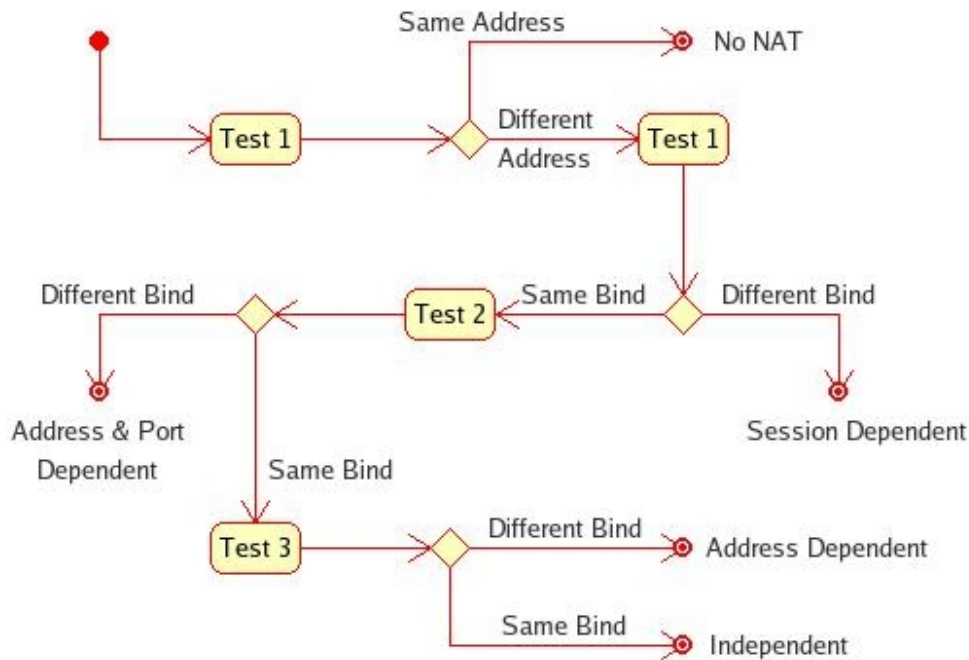 Same Address
No NAT
Test 1
Different
Address
Test 1
Different Bind
Test 2
Same Bind
Different Bind
Address & Port
Dependent
Session Dependent
Same Bind
Test 3
Different Bind
Address Dependent
Same Bind
Independent